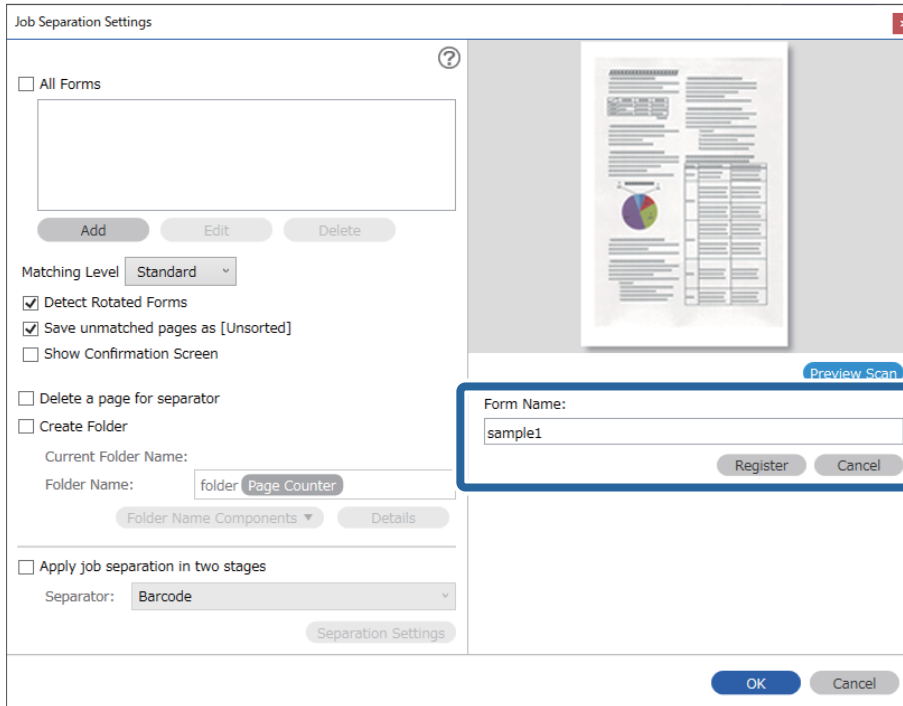 Job Separation Settings
All Forms
Add Edit Delete
Matching Level Standard
Detect Rotated Forms
Save unmatched pages as [Unsorted]
Show Confirmation Screen
Delete a page for separator
Create Folder
Current Folder Name:
Folder Name: folder Page Counter
Folder Name Components Details
Apply job separation in two stages
Separator: Barcode
Separation Settings
Preview Scan
Form Name:
sample1
Register Cancel
OK Cancel